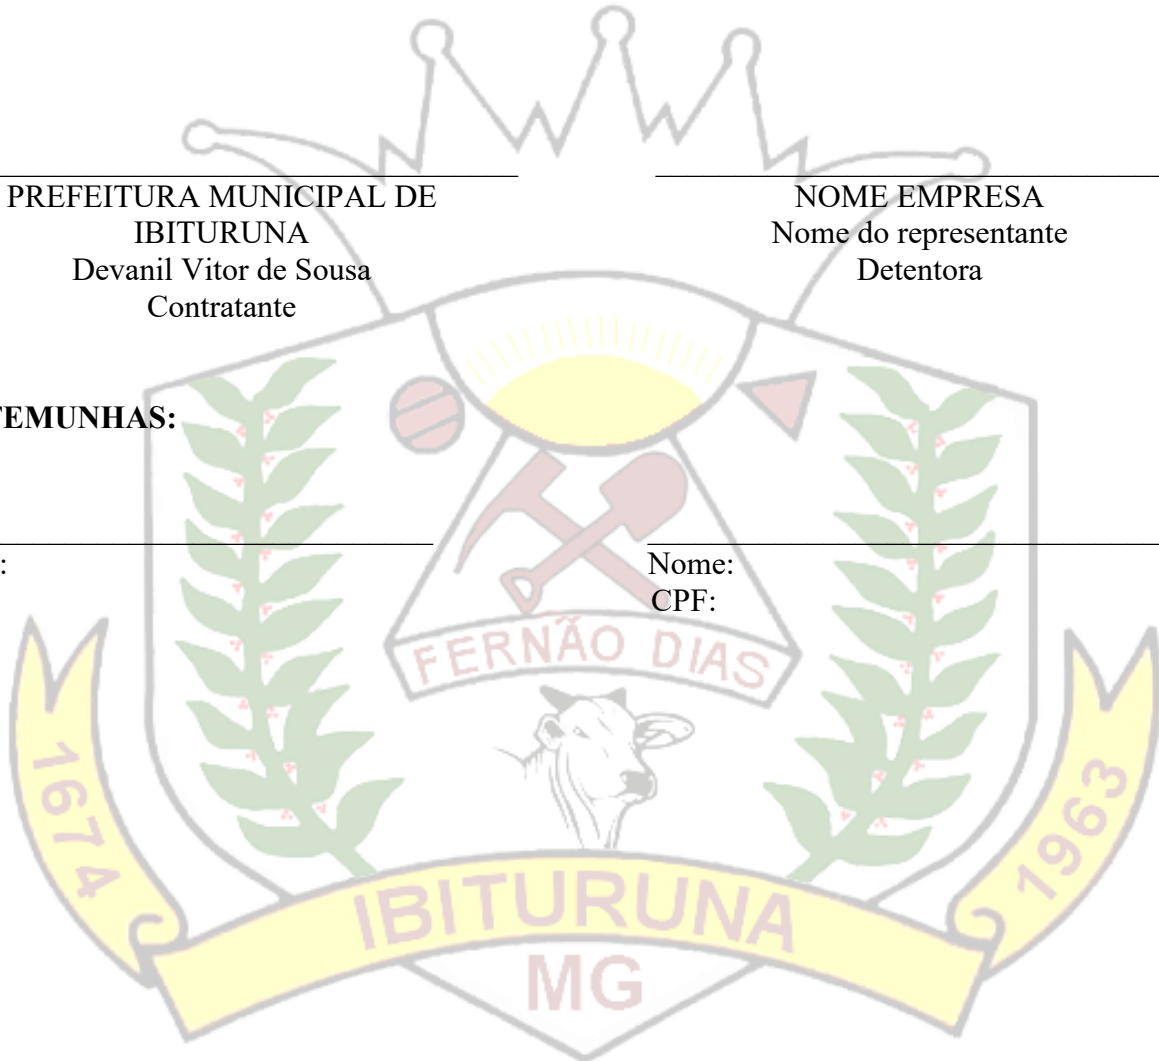 PREFEITURA MUNICIPAL DE
IBITURUNA
Devanil Vitor de Sousa
Contratante
NOME EMPRESA
Nome do representante
Detentora
TEMUNHAS:
:
Nome:
CPF:
FERNÃO DIAS
1674
1963
IBITURUNA
MG